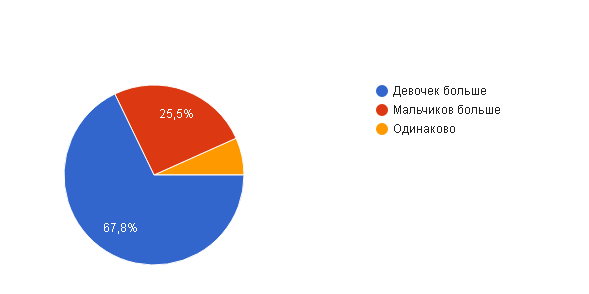 25,5%
67,8%
Девочек больше
Мальчиков больше
Одинаково